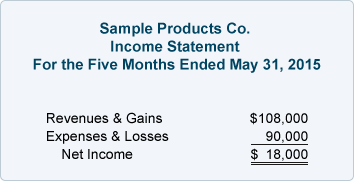 Sample Products Co.
Income Statement
For the Five Months Ended May 31, 2015
Revenues & Gains $108,000
Expenses & Losses 90,000
Net Income $ 18,000